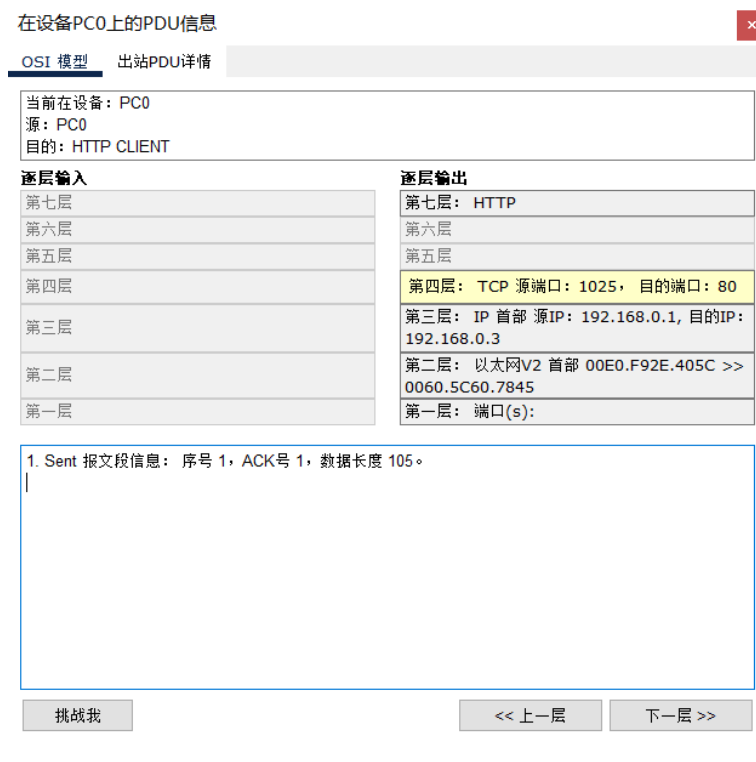 在设备PC0上的PDU信息
OSI 模型 出站PDU详情
当前在设备：PC0
源：PC0
目的：HTTP CLIENT
逐层输入 逐层输出
第七层 第七层： HTTP
第六层 第六层
第五层 第五层
第四层 第四层： TCP 源端口：1025， 目的端口：80
第三层 第三层： IP 首部 源IP：192.168.0.1, 目的IP：
192.168.0.3
第二层 第二层： 以太网V2 首部 00E0.F92E.405C >>
0060.5C60.7845
第一层 第一层： 端口(s):
1. Sent 报文段信息： 序号 1，ACK号 1，数据长度 105。
挑战我 << 上一层 下一层 >>